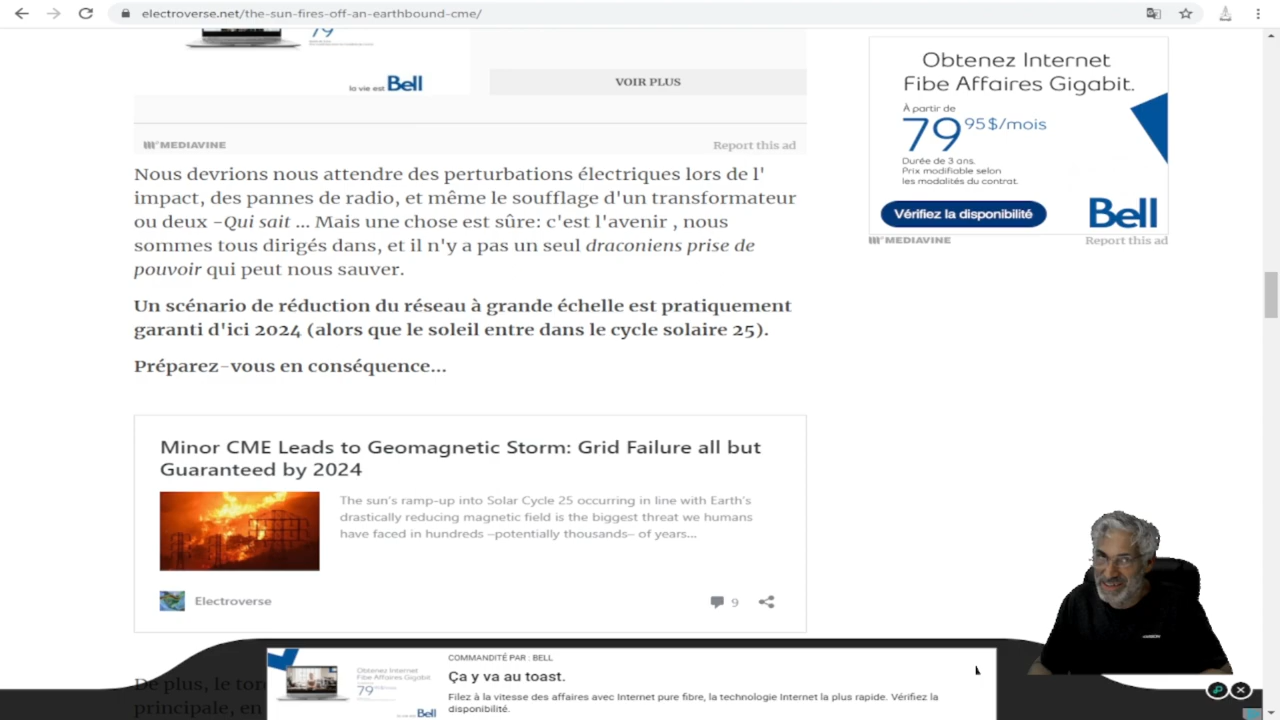 electroverse.net/the-sun-fires-off-an-earthbound-cme/
79
la vie est Bell
VOIR PLUS
MEDIAVINE
Report this ad
Nous devrions nous attendre des perturbations électriques lors de l'
impact, des pannes de radio, et même le soufflage d'un transformateur
ou deux -Qui sait ... Mais une chose est sûre: c'est l'avenir , nous
sommes tous dirigés dans, et il n'y a pas un seul draconiens prise de
pouvoir qui peut nous sauver.
Un scénario de réduction du réseau à grande échelle est pratiquement
garanti d'ici 2024 (alors que le soleil entre dans le cycle solaire 25).
Préparez-vous en conséquence...
Minor CME Leads to Geomagnetic Storm: Grid Failure all but
Guaranteed by 2024
The sun's ramp-up into Solar Cycle 25 occurring in line with Earth's
drastically reducing magnetic field is the biggest threat we humans
have faced in hundreds –potentially thousands– of years...
Electroverse
9
De plus, le
principale, en
Obtenez Internet
Fibe Affaires Gigabit.
À partir de
79 95 $/mois
Durée de 3 ans.
Prix modifiable selon
les modalités du contrat.
Vérifiez la disponibilité
Bell
MEDIAVINE
Report this ad
Obtenez Internet
Fibe Affaires Gigabit.
79
Bell
COMMANDITÉ PAR : BELL
Ça y va au toast.
Filez à la vitesse des affaires avec Internet pure fibre, la technologie Internet la plus rapide. Vérifiez la
disponibilité.